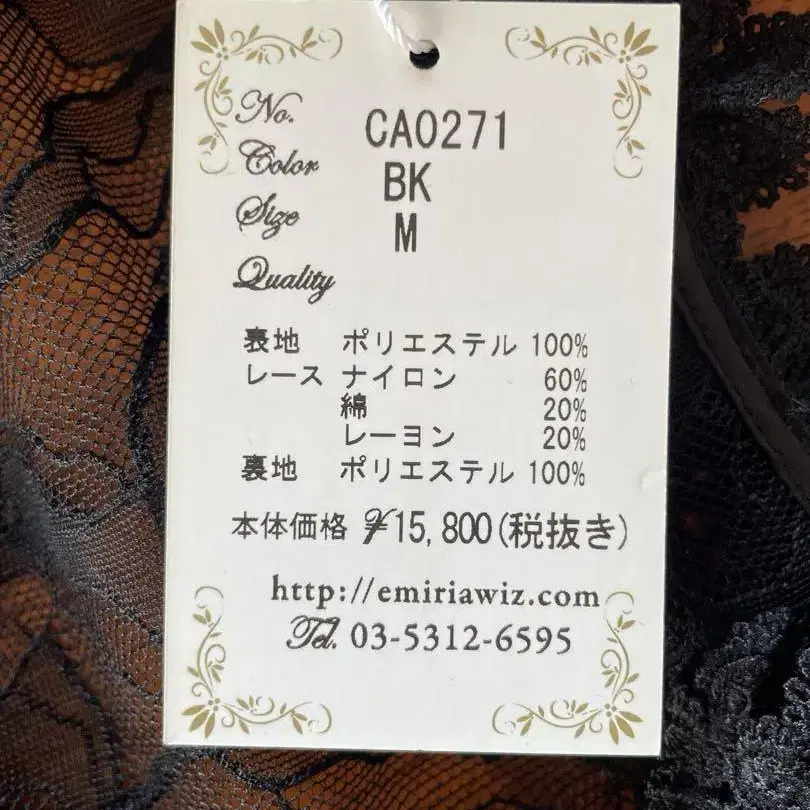 No. CA0271
Color BK
Size M
Quality
表地 ポリエステル 100%
レース ナイロン 60%
綿 20%
レーヨン 20%
裏地 ポリエステル 100%
本体価格 ¥15,800(税抜き)
http://emiriawiz.com
Tel. 03-5312-6595